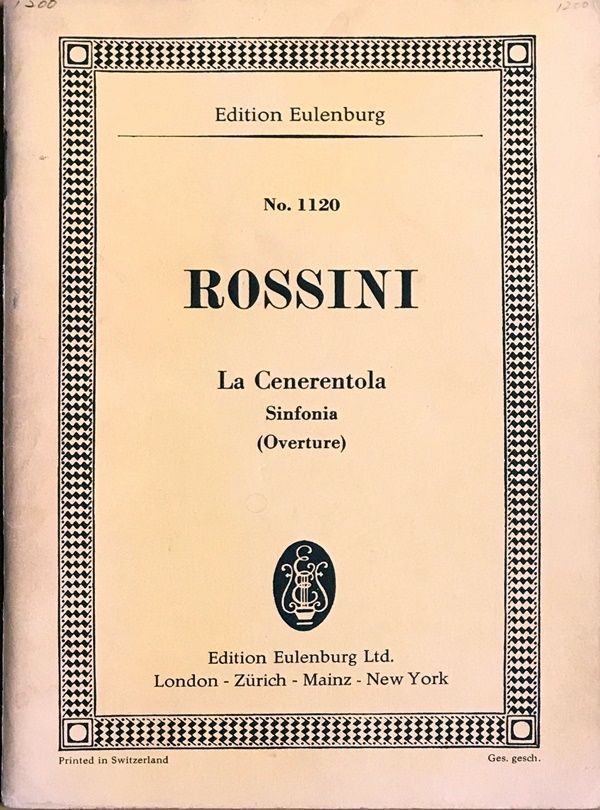 1200
Edition Eulenburg
No. 1120
ROSSINI
La Cenerentola
Sinfonia
(Overture)
Edition Eulenburg Ltd.
London - Zürich - Mainz - New York
Printed in Switzerland
Ges. gesch.